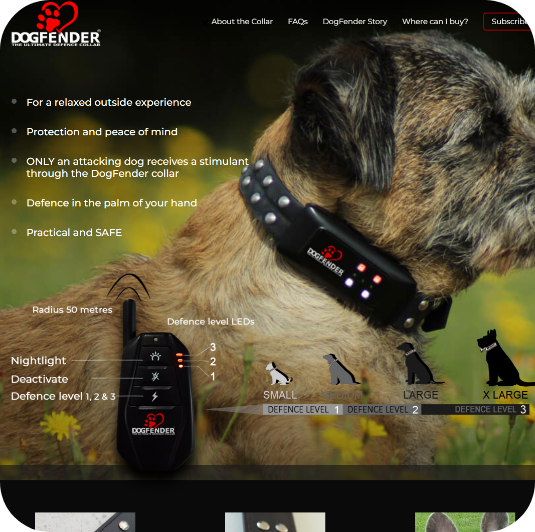 About the Collar
FAQs
DogFender Story
Where can I buy?
Subscribe
DOGFENDER
THE ULTIMATE DEFENCE COLLAR
For a relaxed outside experience
Protection and peace of mind
ONLY an attacking dog receives a stimulant
through the DogFender collar
Defence in the palm of your hand
Practical and SAFE
DOGFENDER
Radius 50 metres
Defence level LEDs
3
Nightlight
2
Deactivate
1
Defence level 1, 2 & 3
SMALL
LARGE
X LARGE
DEFENCE LEVEL 1
DEFENCE LEVEL 2
DEFENCE LEVEL 3
DOGFENDER